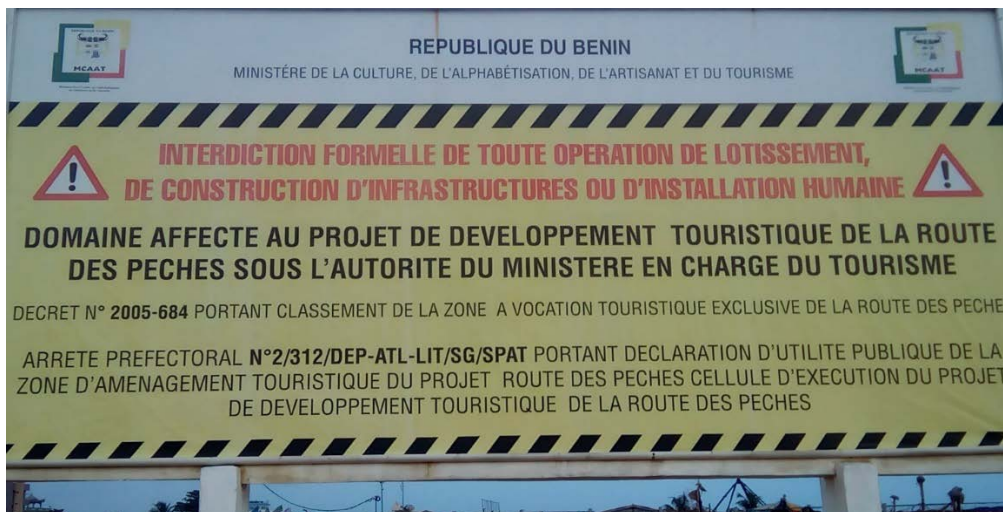 REPUBLIQUE DU BENIN
MINISTÉRE DE LA CULTURE, DE L'ALPHABÉTISATION, DE L'ARTISANAT ET DU TOURISME
MCAAT
MCAAT
INTERDICTION FORMELLE DE TOUTE OPERATION DE LOTISSEMENT,
DE CONSTRUCTION D'INFRASTRUCTURES OU D'INSTALLATION HUMAINE
DOMAINE AFFECTE AU PROJET DE DEVELOPPEMENT TOURISTIQUE DE LA ROUTE
DES PECHES SOUS L'AUTORITE DU MINISTERE EN CHARGE DU TOURISME
DECRET N° 2005-684 PORTANT CLASSEMENT DE LA ZONE A VOCATION TOURISTIQUE EXCLUSIVE DE LA ROUTE DES PECHE
ARRETE PREFECTORAL N°2/312/DEP-ATL-LIT/SG/SPAT PORTANT DECLARATION D'UTILITE PUBLIQUE DE LA
ZONE D'AMENAGEMENT TOURISTIQUE DU PROJET ROUTE DES PECHES CELLULE D'EXECUTION DU PROJET
DE DEVELOPPEMENT TOURISTIQUE DE LA ROUTE DES PECHES